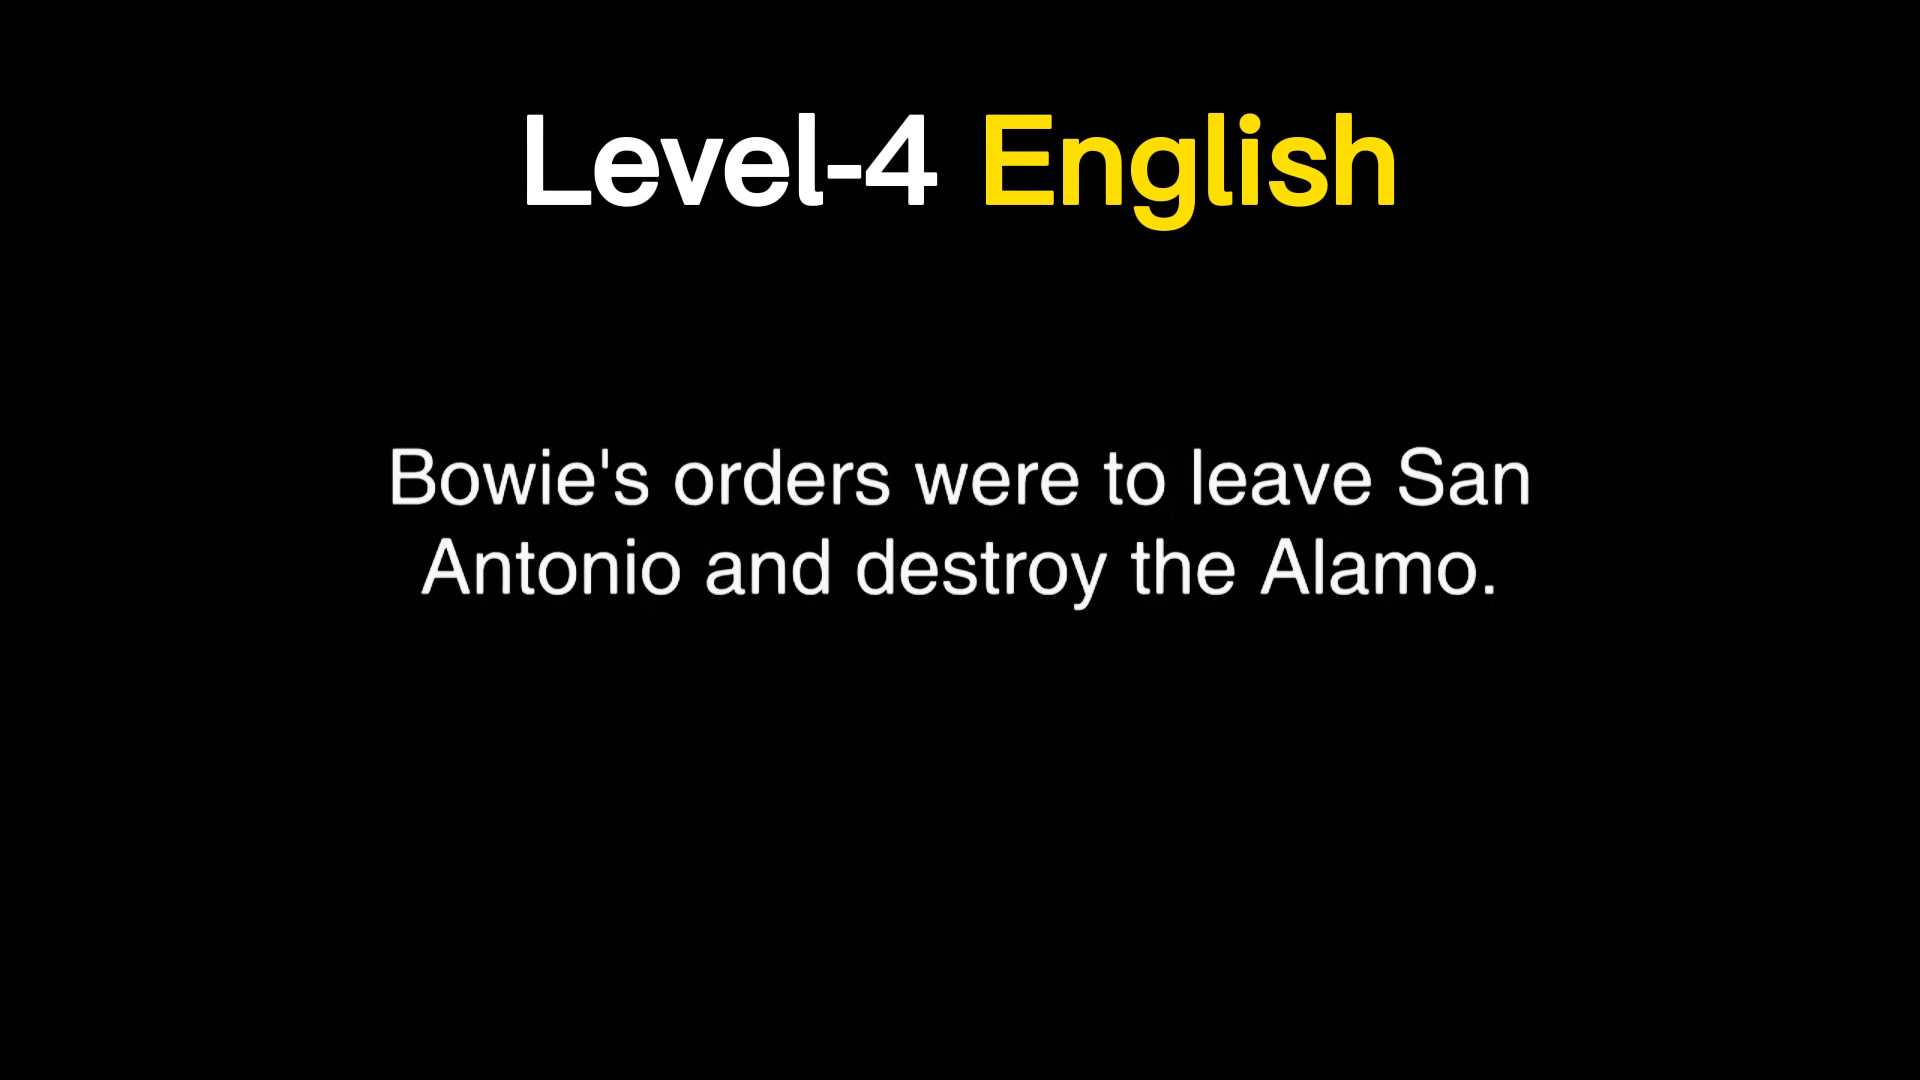 Level-4 English
Bowie's orders were to leave San
Antonio and destroy the Alamo.